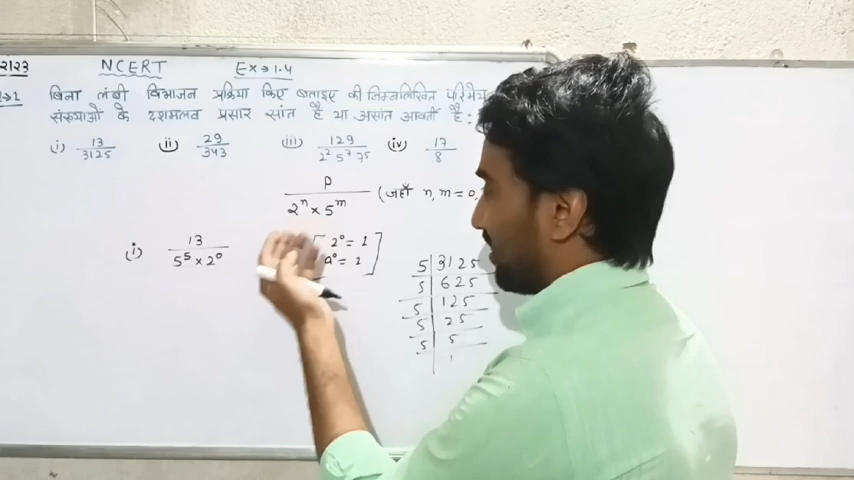 2123 NCERT Ex→1.4
बिना लंबी विभाजन प्रक्रिया किए बताइए की निम्नलिखित परिमेय
संख्याओं के दशमलव प्रसार सांत है या असांत आवर्ती है :
(i) 13/3125 (ii) 29/343 (iii) 129/2² 5⁷ 7⁵ (iv) 17/8
p/2ⁿ × 5ᵐ (जहाँ n, m = 0,
(i) 13/5⁵ × 2⁰
2⁰ = 1
a⁰ = 1
5 | 3125
5 | 625
5 | 125
5 | 25
5 | 5
1